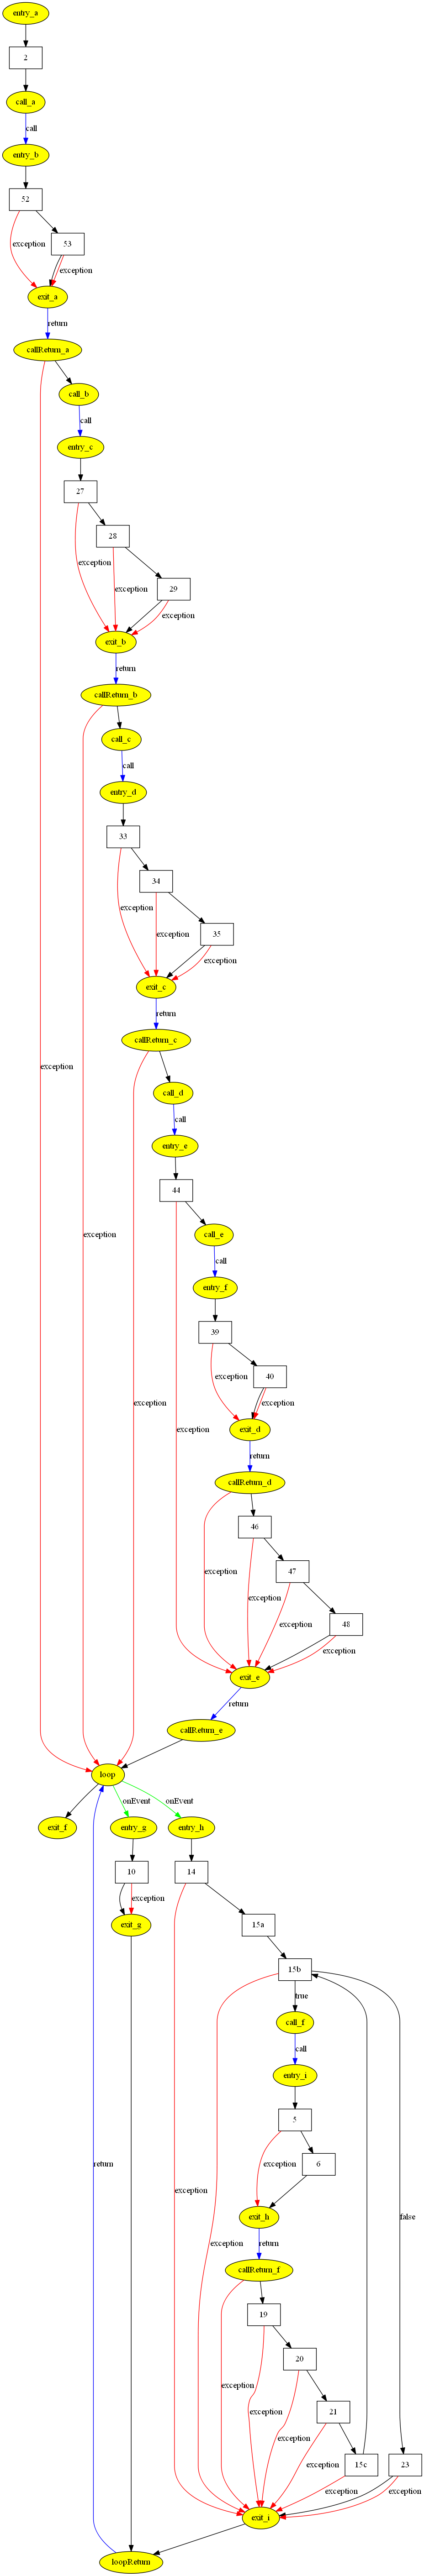 entry_a
2
call_a
call
entry_b
52
53
exception
exception
exit_a
return
callReturn_a
call_b
call
entry_c
27
28
29
exception
exception
exception
exit_b
return
callReturn_b
call_c
call
entry_d
33
34
35
exception
exception
exception
exit_c
return
callReturn_c
exception
call_d
call
entry_e
44
call_e
exception
call
entry_f
39
40
exception
exception
exception
exception
exit_d
return
callReturn_d
46
47
exception
exception
exception
48
exception
exit_e
return
callReturn_e
loop
onEvent
onEvent
exit_f
entry_g
entry_h
10
14
exception
exit_g
15a
15b
true
call_f
call
entry_i
5
6
return
exception
exit_h
exception
exception
return
false
callReturn_f
19
20
exception
21
exception
exception
15c
23
exception
exception
exit_i
loopReturn